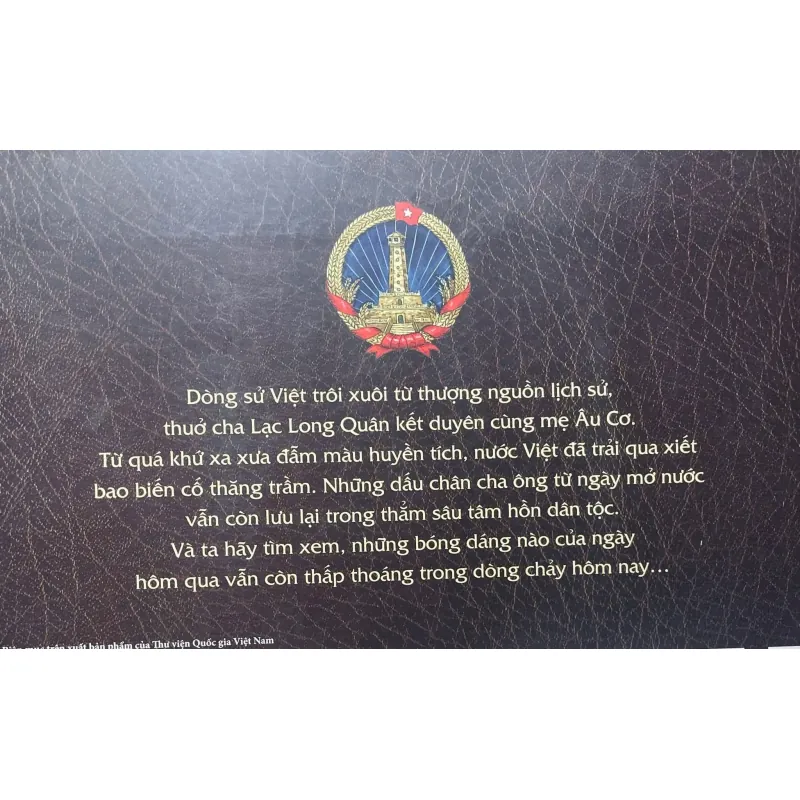 Dòng sử Việt trôi xuôi từ thượng nguồn lịch sử,
thuở cha Lạc Long Quân kết duyên cùng mẹ Âu Cơ.
Từ quá khứ xa xưa đẫm màu huyền tích, nước Việt đã trải qua xiết
bao biến cố thăng trầm. Những dấu chân cha ông từ ngày mở nước
vẫn còn lưu lại trong thẳm sâu tâm hồn dân tộc.
Và ta hãy tìm xem, những bóng dáng nào của ngày
hôm qua vẫn còn thấp thoáng trong dòng chảy hôm nay...
trên xuất bản phẩm của Thư viện Quốc gia Việt Nam